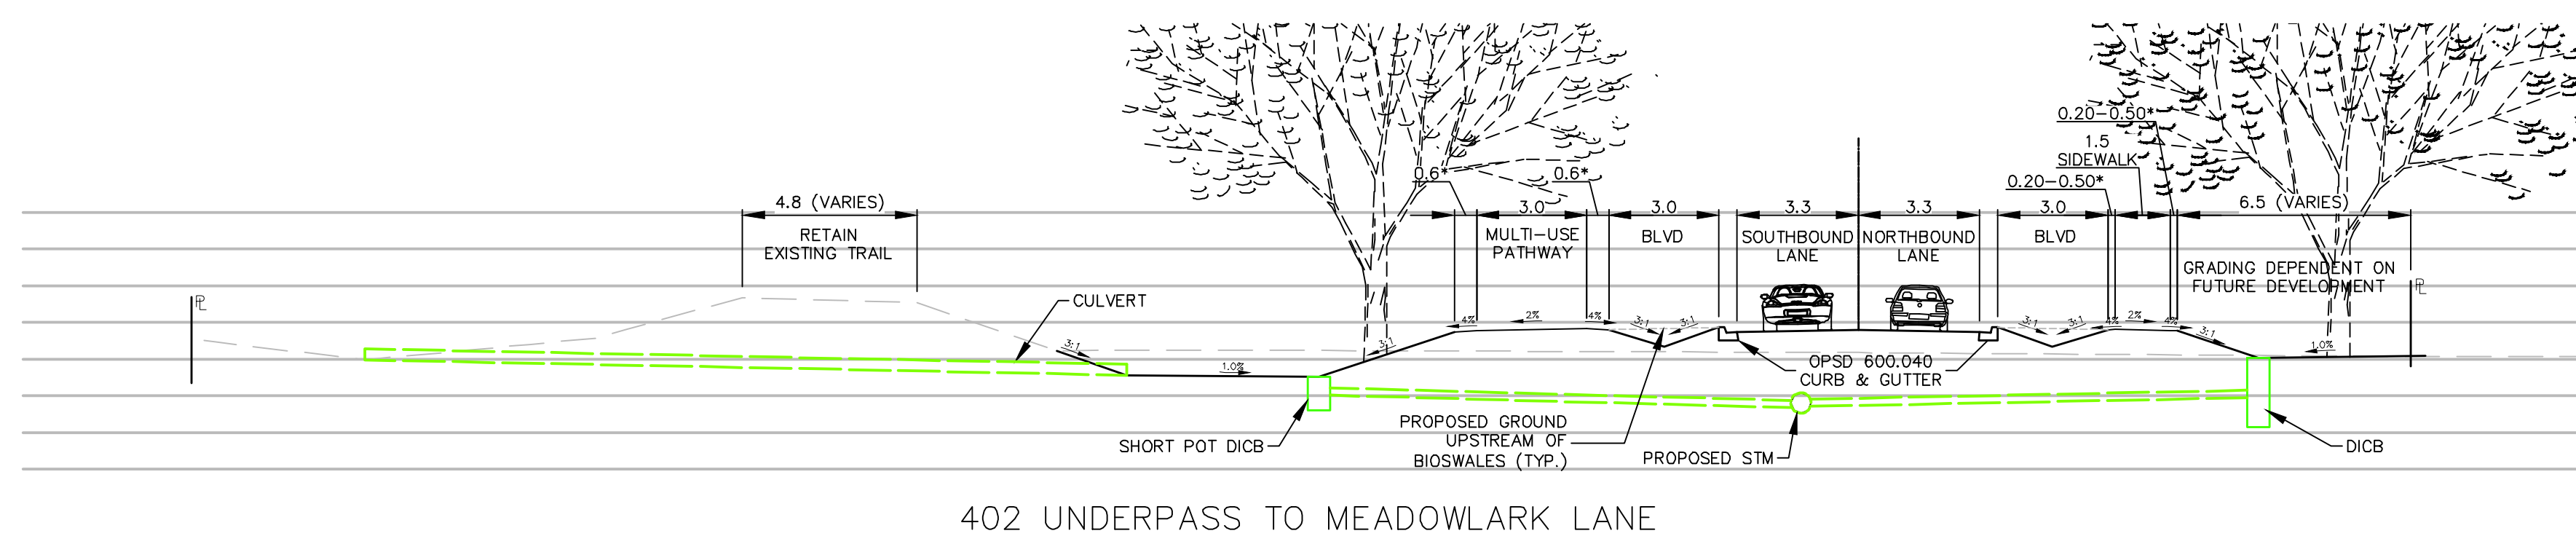 0.20-0.50*
1.5
SIDEWALK
0.6*
0.6*
0.20-0.50*
4.8 (VARIES)
3.0
3.0
3.3
3.3
3.0
6.5 (VARIES)
RETAIN
EXISTING TRAIL
MULTI-USE
PATHWAY
BLVD
SOUTHBOUND
LANE
NORTHBOUND
LANE
BLVD
GRADING DEPENDENT ON
FUTURE DEVELOPMENT
PL
PL
CULVERT
3:1
1.0%
3:1
4%
2%
4%
3:1
3:1
3:1
3:1
4%
2%
4%
3:1
1.0%
OPSD 600.040
CURB & GUTTER
SHORT POT DICB
PROPOSED GROUND
UPSTREAM OF
BIOSWALES (TYP.)
PROPOSED STM
DICB
402 UNDERPASS TO MEADOWLARK LANE